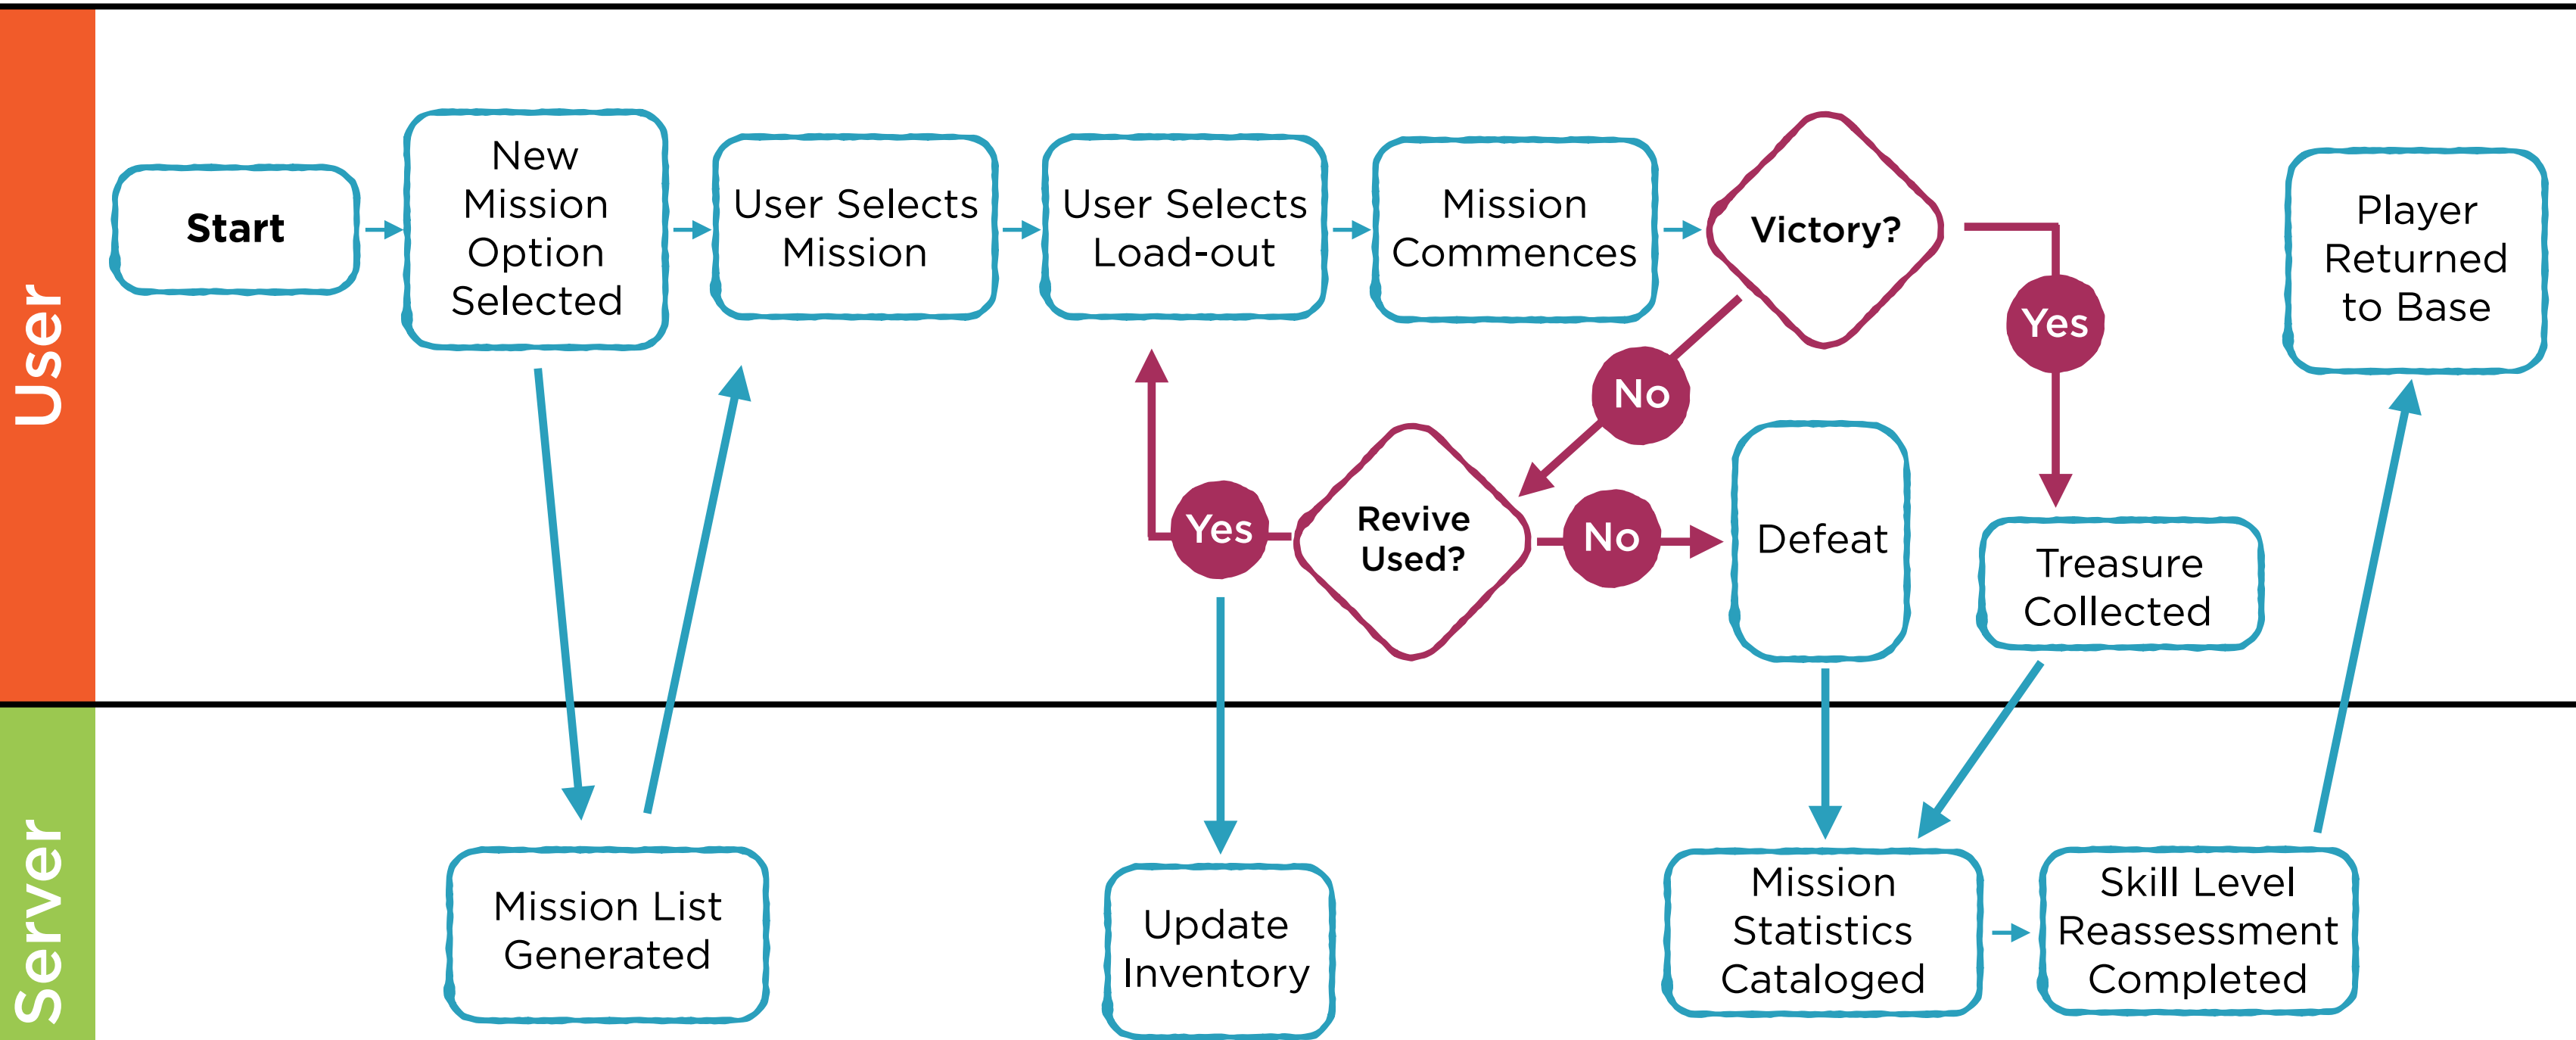 User
Start
New
Mission
Option
Selected
User Selects
Mission
User Selects
Load-out
Mission
Commences
Victory?
Yes
No
Player
Returned
to Base
Yes
Revive
Used?
No
Defeat
Treasure
Collected
Server
Mission List
Generated
Update
Inventory
Mission
Statistics
Cataloged
Skill Level
Reassessment
Completed